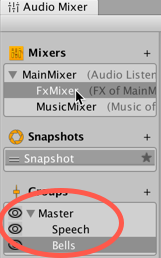 Audio Mixer
Mixers +
MainMixer (Audio Listen
FxMixer (FX of MainM
MusicMixer (Music of
Snapshots +
Snapshot
Groups +
Master
Speech
Bells